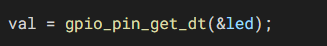 val = gpio_pin_get_dt(&led);